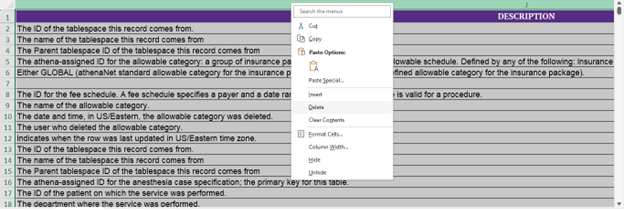 J
1 DESCRIPTION
2 The ID of the tablespace this record comes from.
3 The name of the tablespace this record comes from
4 The Parent tablespace ID of the tablespace this record comes from
5 The athena-assigned ID for the allowable category: a group of insurance pa owable schedule. Defined by any of the following: Insurance
6 Either GLOBAL (athenaNet standard allowable category for the insurance p efined allowable category for the insurance package).
8 The ID for the fee schedule. A fee schedule specifies a payer and a date ran is valid for a procedure.
9 The name of the allowable category.
10 The date and time, in US/Eastern, the allowable category was deleted.
11 The user who deleted the allowable category.
12 Indicates when the row was last updated in US/Eastern time zone.
13 The ID of the tablespace this record comes from.
14 The name of the tablespace this record comes from
15 The Parent tablespace ID of the tablespace this record comes from
16 The athena-assigned ID for the anesthesia case specification; the primary key for this table.
17 The ID of the patient on which the service was performed.
18 The department where the service was performed.
Search the menus
Cut
Copy
Paste Options:
Paste Special...
Insert
Delete
Clear Contents
Format Cells...
Column Width...
Hide
Unhide